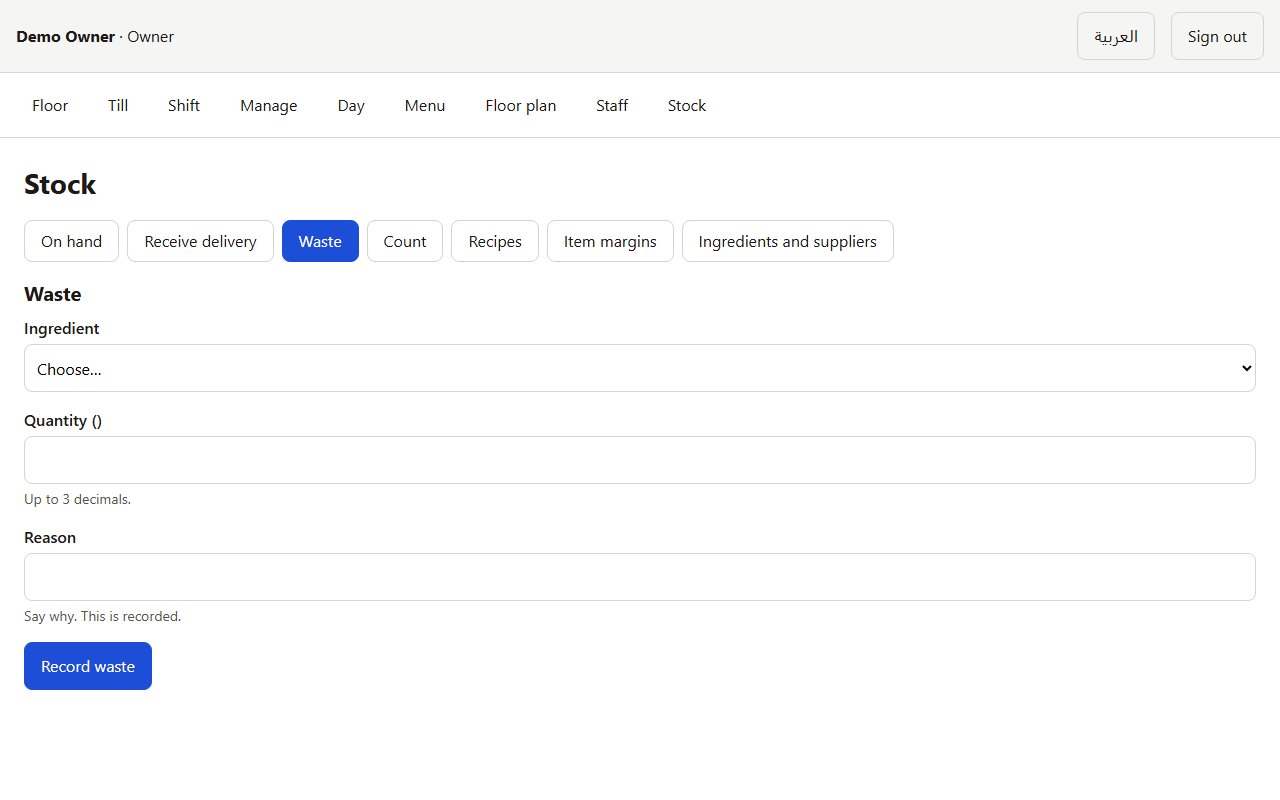 Demo Owner · Owner
العربية
Sign out
Floor
Till
Shift
Manage
Day
Menu
Floor plan
Staff
Stock
Stock
On hand
Receive delivery
Waste
Count
Recipes
Item margins
Ingredients and suppliers
Waste
Ingredient
Choose...
Quantity ()
Up to 3 decimals.
Reason
Say why. This is recorded.
Record waste